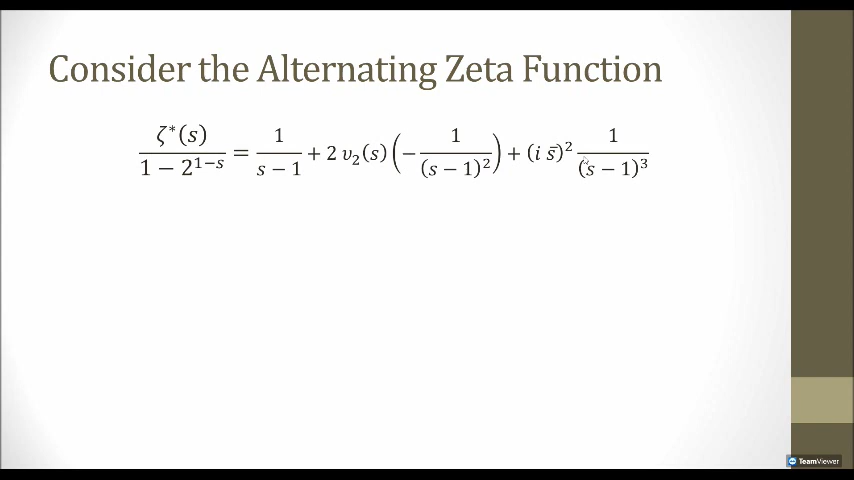 Consider the Alternating Zeta Function
ζ*(s) / (1 − 2^{1−s}) = 1 / (s − 1) + 2 υ₂(s) (− 1 / (s − 1)²) + (i s̄)² 1 / (s − 1)³
TeamViewer